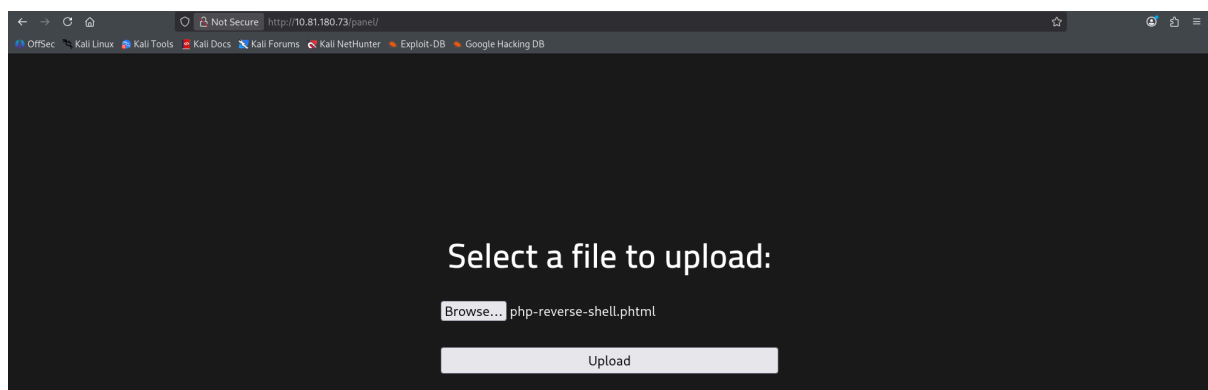 Not Secure http://10.81.180.73/panel/
OffSec Kali Linux Kali Tools Kali Docs Kali Forums Kali NetHunter Exploit-DB Google Hacking DB
Select a file to upload:
Browse... php-reverse-shell.phtml
Upload